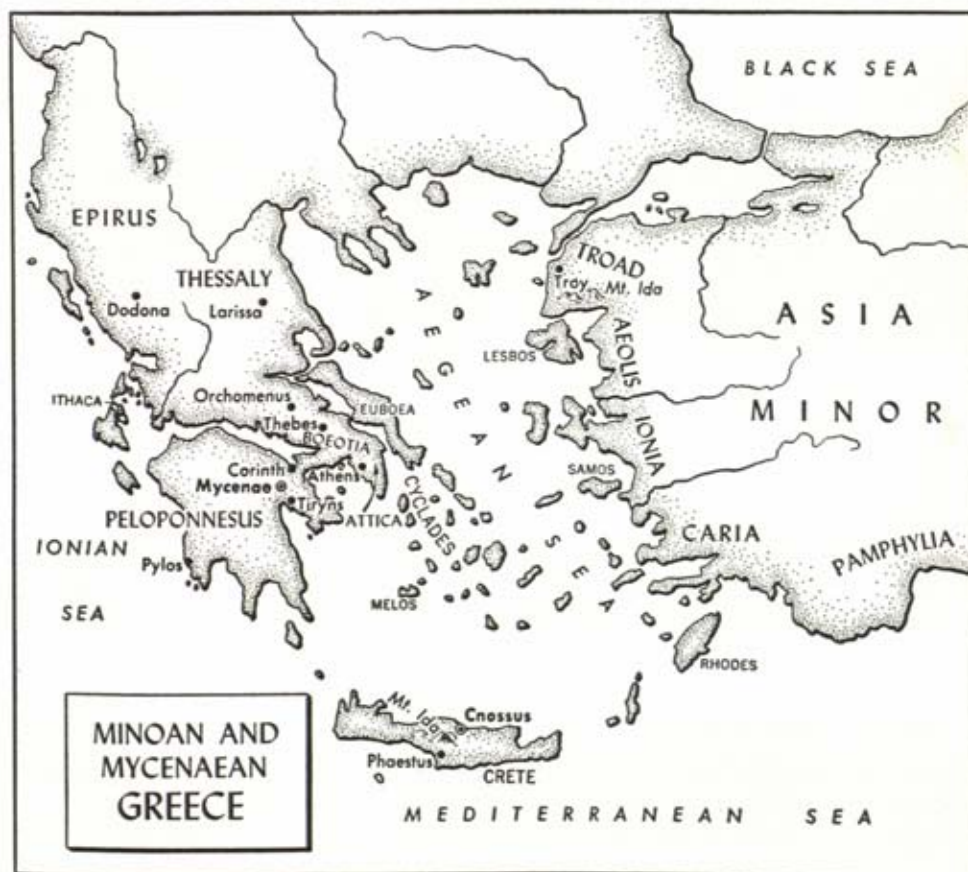 BLACK SEA
EPIRUS
THESSALY
TROAD
Troy
Mt. Ida
Dodona
Larissa
AEGEAN SEA
ASIA
MINOR
LESBOS
AEOLIS
ITHACA
Orchomenus
EUBOEA
Thebes
BOEOTIA
IONIA
Corinth
Athens
SAMOS
Mycenae
CYCLADES
Tiryns
ATTICA
PELOPONNESUS
CARIA
PAMPHYLIA
IONIAN
SEA
Pylos
MELOS
RHODES
Mt. Ida
Cnossus
Phaestus
CRETE
MINOAN AND
MYCENAEAN
GREECE
MEDITERRANEAN SEA